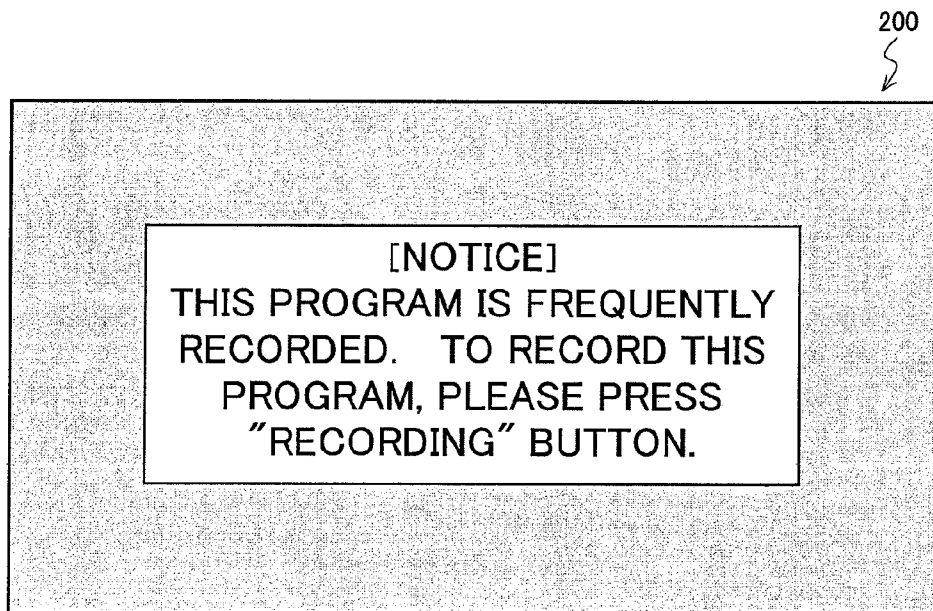 200
[NOTICE]
THIS PROGRAM IS FREQUENTLY
RECORDED. TO RECORD THIS
PROGRAM, PLEASE PRESS
"RECORDING" BUTTON.